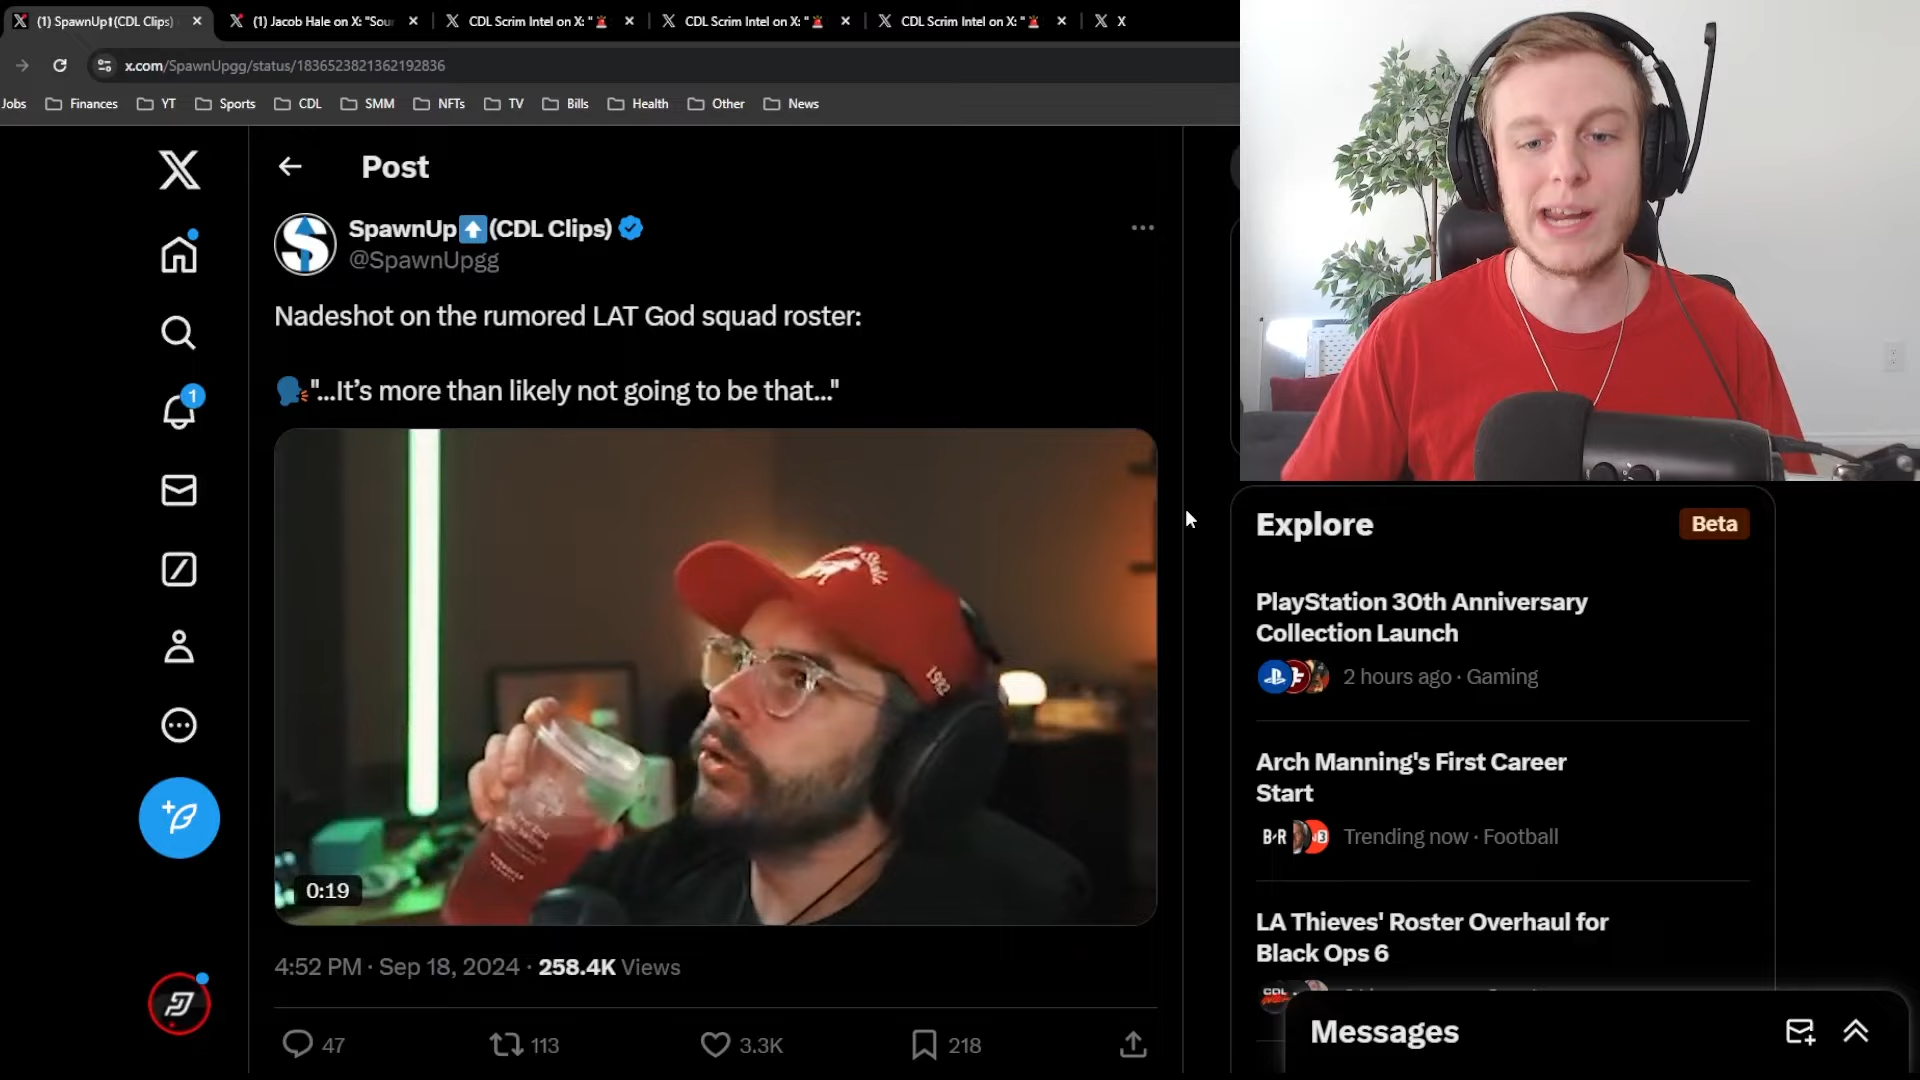 (1) SpawnUp⬆(CDL Clips)
(1) Jacob Hale on X: "Sour
CDL Scrim Intel on X: "🚨
CDL Scrim Intel on X: "🚨
CDL Scrim Intel on X: "🚨
X
x.com/SpawnUpgg/status/1836523821362192836
Jobs
Finances
YT
Sports
CDL
SMM
NFTs
TV
Bills
Health
Other
News
Post
SpawnUp⬆️(CDL Clips)
@SpawnUpgg
Nadeshot on the rumored LAT God squad roster:
🗣️"...It's more than likely not going to be that..."
1992
0:19
4:52 PM · Sep 18, 2024 · 258.4K Views
47
113
3.3K
218
1
Explore
Beta
PlayStation 30th Anniversary
Collection Launch
2 hours ago · Gaming
Arch Manning's First Career
Start
B/R
Trending now · Football
LA Thieves' Roster Overhaul for
Black Ops 6
CDL
Messages